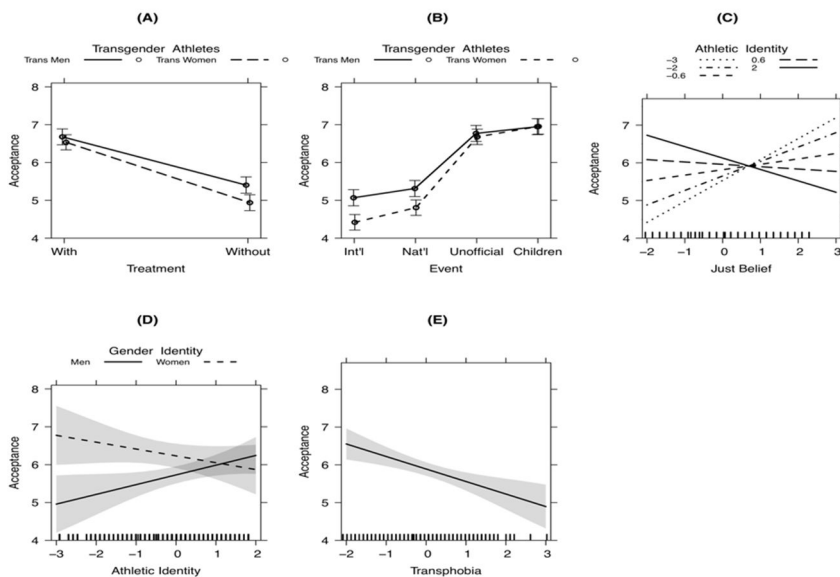 (A)
Transgender Athletes
Trans Men
Trans Women
8
7
6
5
4
Acceptance
With
Without
Treatment
(B)
Transgender Athletes
Trans Men
Trans Women
8
7
6
5
4
Acceptance
Int'l
Nat'l
Unofficial
Children
Event
(C)
Athletic Identity
-3
0.6
-2
2
-0.6
8
7
6
5
4
Acceptance
-2
-1
0
1
2
3
Just Belief
(D)
Gender Identity
Men
Women
8
7
6
5
4
Acceptance
-3
-2
-1
0
1
2
Athletic Identity
(E)
8
7
6
5
4
Acceptance
-2
-1
0
1
2
3
Transphobia